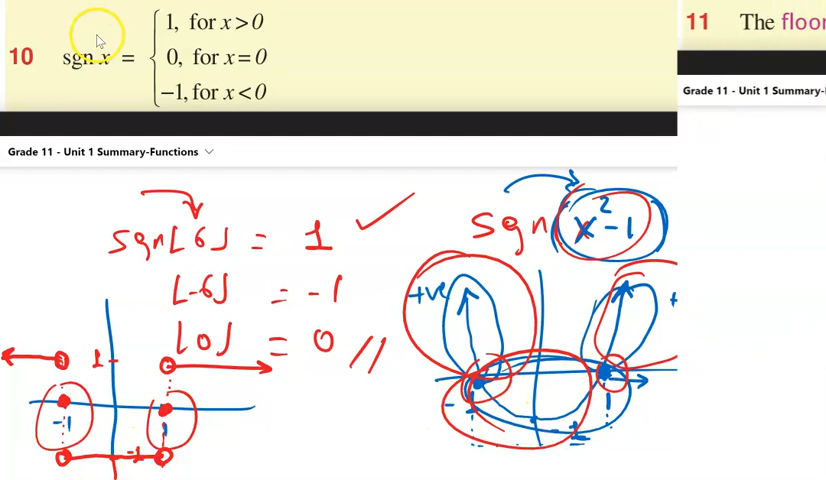 10 sgn x = { 1, for x > 0
0, for x = 0
−1, for x < 0
11 The floor
Grade 11 - Unit 1 Summary-Functions
Grade 11 - Unit 1 Summary-
sgn[6] = 1
[-6] = -1
[0] = 0 //
sgn (x² - 1)
+ve
+
1
-1
1
-1
-1
1